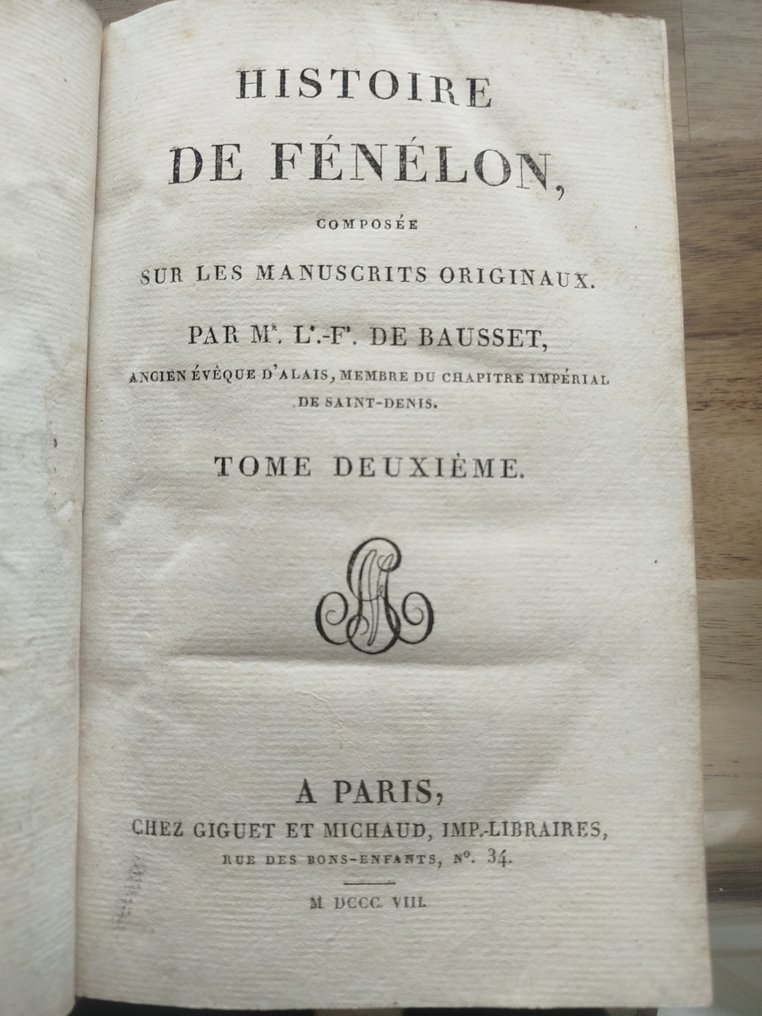 HISTOIRE
DE FÉNÉLON,
COMPOSÉE
SUR LES MANUSCRITS ORIGINAUX.
PAR Mʳ. Lˢ.-Fˢ. DE BAUSSET,
ANCIEN ÉVÊQUE D'ALAIS, MEMBRE DU CHAPITRE IMPÉRIAL
DE SAINT-DENIS.
TOME DEUXIÈME.
A PARIS,
CHEZ GIGUET ET MICHAUD, IMP.-LIBRAIRES,
RUE DES BONS-ENFANTS, Nº. 34.
M DCCC. VIII.